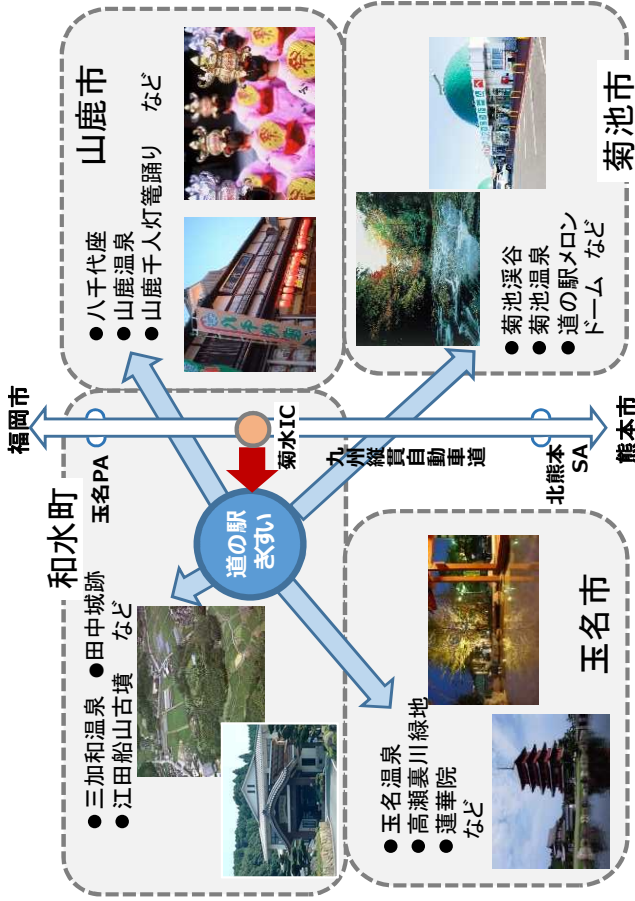 福岡市
玉名PA
菊水IC
九州縦貫自動車道
北熊本
SA
熊本市
道の駅
きくすい
和水町
●三加和温泉 ●田中城跡
●江田船山古墳 など
山鹿市
●八千代座
●山鹿温泉
●山鹿千人灯篭踊り など
玉名市
●玉名温泉
●高瀬裏川緑地
●蓮華院
など
菊池市
●菊池渓谷
●菊池温泉
●道の駅メロン
ドーム など